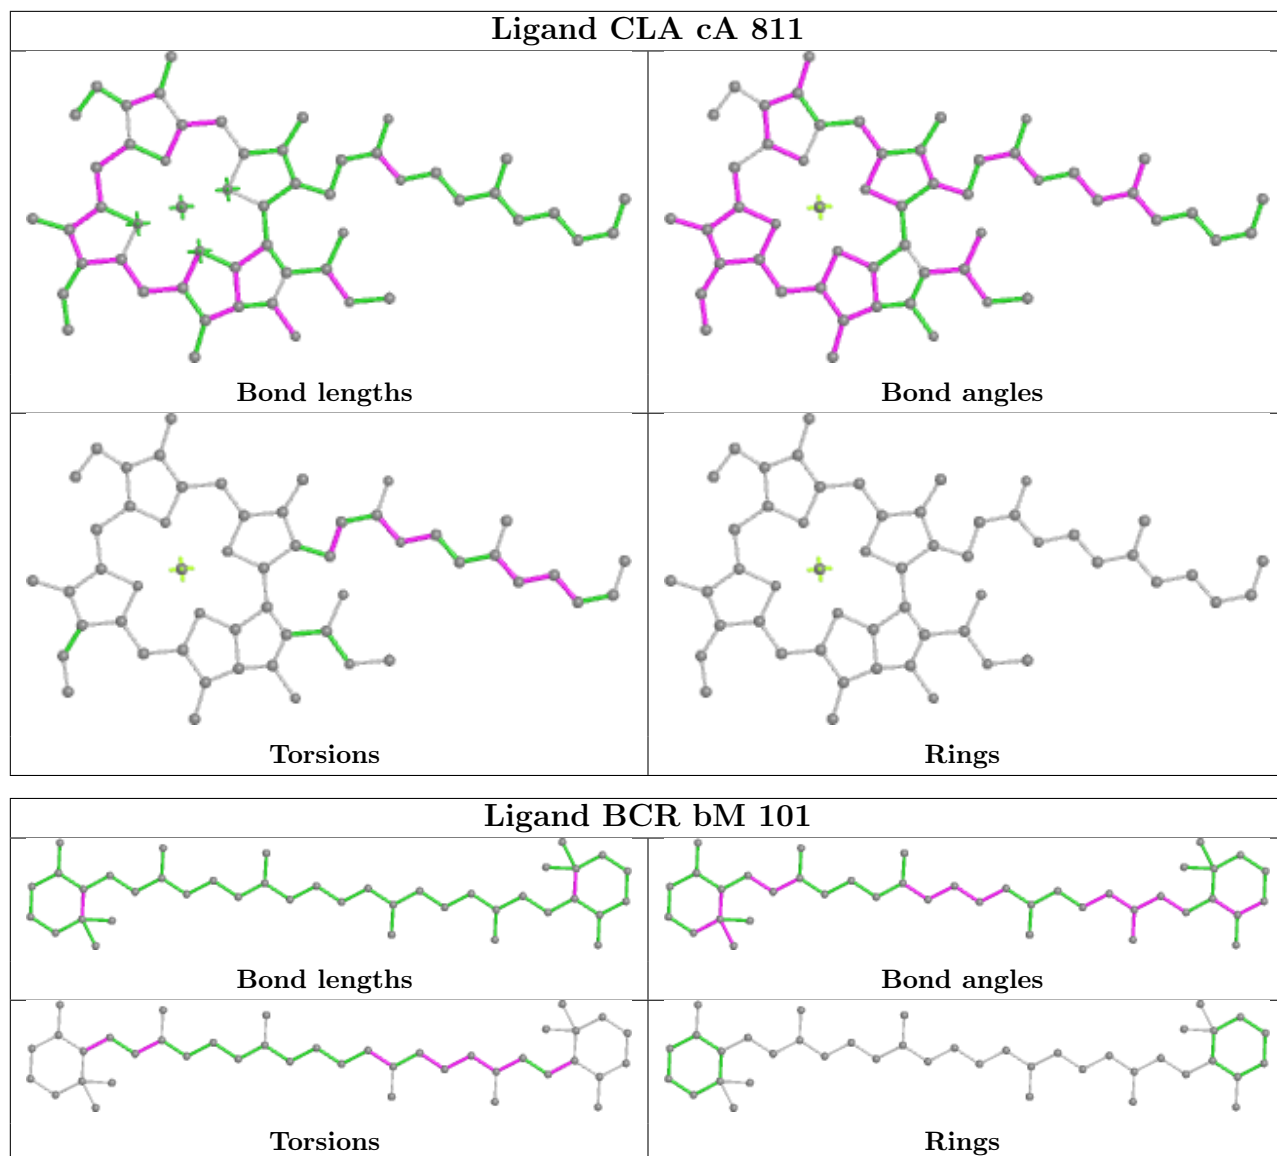 Ligand CLA cA 811
Bond lengths
Bond angles
Torsions
Rings
Ligand BCR bM 101
Bond lengths
Bond angles
Torsions
Rings